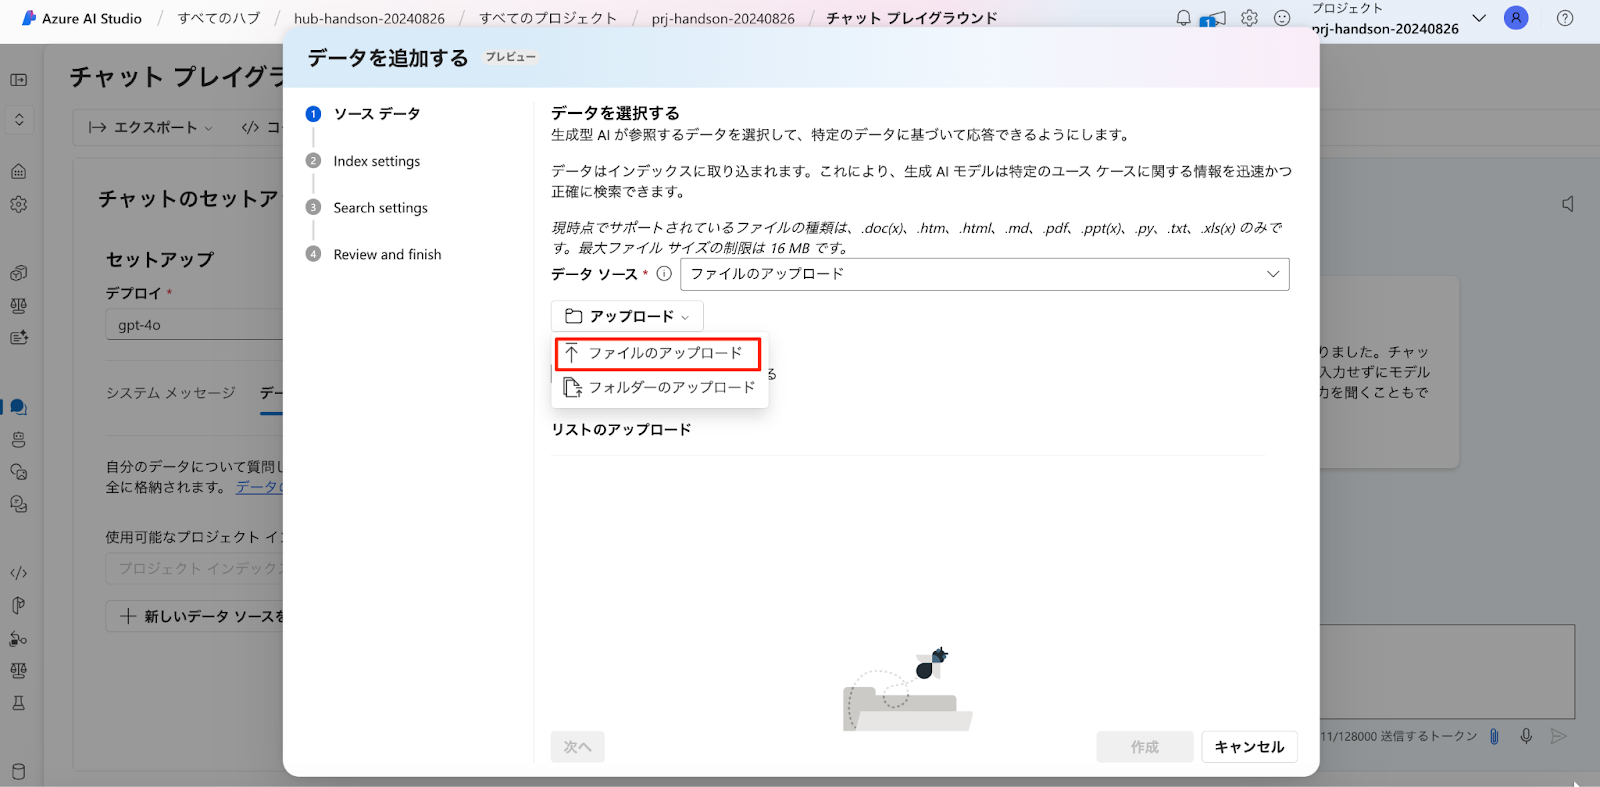 Azure AI Studio / すべてのハブ / hub-handson-20240826 / すべてのプロジェクト / prj-handson-20240826 / チャット プレイグラウンド
1
プロジェクト
prj-handson-20240826
チャット プレイグラ
エクスポート
コ
チャットのセットア
セットアップ
デプロイ *
gpt-4o
システム メッセージ
デー
自分のデータについて質問し
全に格納されます。 データの
使用可能なプロジェクト イン
プロジェクト インデックス
新しいデータ ソースを
データを追加する プレビュー
1 ソース データ
2 Index settings
3 Search settings
4 Review and finish
データを選択する
生成型 AI が参照するデータを選択して、特定のデータに基づいて応答できるようにします。
データはインデックスに取り込まれます。これにより、生成 AI モデルは特定のユース ケースに関する情報を迅速かつ
正確に検索できます。
現時点でサポートされているファイルの種類は、.doc(x)、.htm、.html、.md、.pdf、.ppt(x)、.py、.txt、.xls(x) のみで
す。最大ファイル サイズの制限は 16 MB です。
データ ソース * ファイルのアップロード
アップロード
ファイルのアップロード
る
フォルダーのアップロード
リストのアップロード
次へ
作成
キャンセル
りました。チャッ
入力せずにモデル
力を聞くこともで
11/128000 送信するトークン